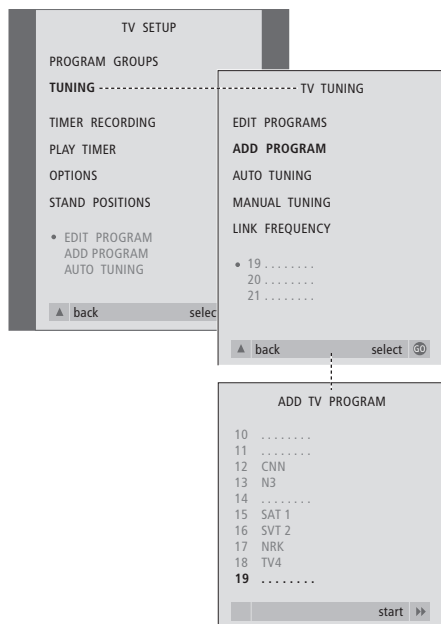 TV SETUP
PROGRAM GROUPS
TUNING
TIMER RECORDING
PLAY TIMER
OPTIONS
STAND POSITIONS
• EDIT PROGRAM
ADD PROGRAM
AUTO TUNING
▲ back selec
TV TUNING
EDIT PROGRAMS
ADD PROGRAM
AUTO TUNING
MANUAL TUNING
LINK FREQUENCY
• 19 . . . . . . . .
20 . . . . . . . .
21 . . . . . . . .
▲ back select GO
ADD TV PROGRAM
10 . . . . . . . .
11 . . . . . . . .
12 CNN
13 N3
14 . . . . . . . .
15 SAT 1
16 SVT 2
17 NRK
18 TV4
19 . . . . . . . .
start ▸▸